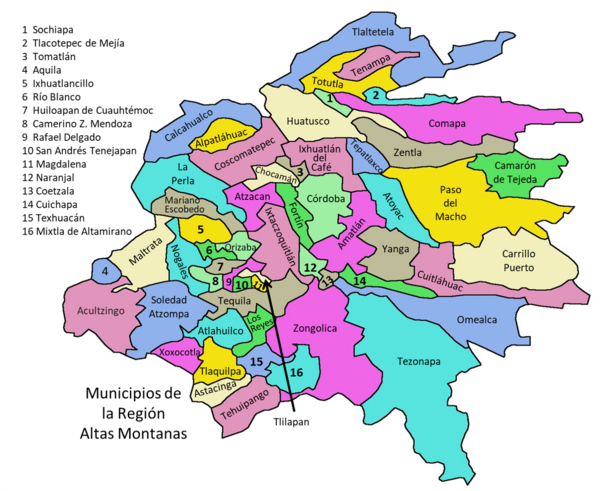 1 Sochiapa
2 Tlacotepec de Mejía
3 Tomatlán
4 Aquila
5 Ixhuatlancillo
6 Río Blanco
7 Huiloapan de Cuauhtémoc
8 Camerino Z. Mendoza
9 Rafael Delgado
10 San Andrés Tenejapan
11 Magdalena
12 Naranjal
13 Coetzala
14 Cuichapa
15 Texhuacán
16 Mixtla de Altamirano
Tlaltetela
Tenampa
Totutla
1
2
Huatusco
Comapa
Calcahualco
Alpatláhuac
Coscomatepec
Ixhuatlán
del
Café
Tepatlaxco
Zentla
Camarón
de Tejeda
La
Perla
Chocamán
3
Atzacan
Fortín
Córdoba
Atoyac
Paso
del
Macho
Mariano
Escobedo
5
Ixtaczoquitlán
Amatlán
Maltrata
Nogales
6
Orizaba
Yanga
Carrillo
Puerto
4
7
8
9
10
11
12
13
14
Cuitláhuac
Acultzingo
Soledad
Atzompa
Tequila
Omealca
Atlahuilco
Los
Reyes
Zongolica
Xoxocotla
Tezonapa
Tlaquilpa
15
16
Astacinga
Tehuipango
Tlilapan
Municipios de
la Región
Altas Montanas